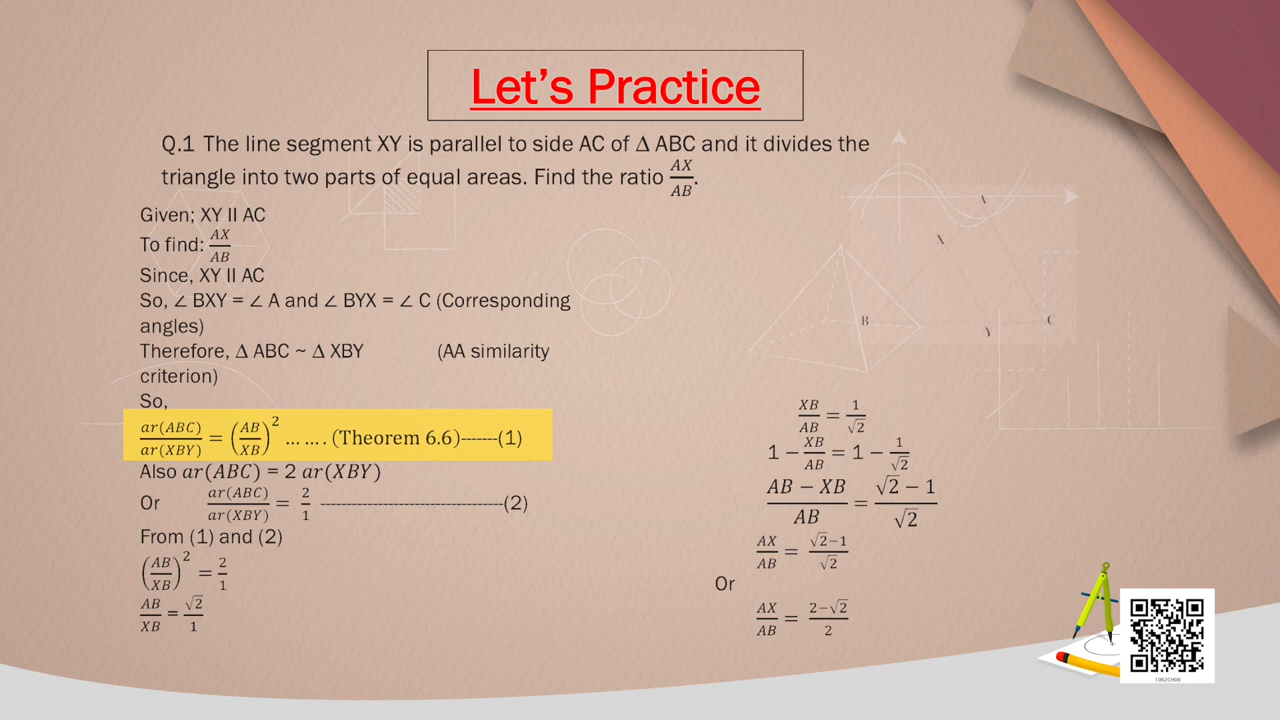 Let's Practice
Q.1 The line segment XY is parallel to side AC of Δ ABC and it divides the
triangle into two parts of equal areas. Find the ratio AX/AB.
Given; XY II AC
To find: AX/AB
Since, XY II AC
So, ∠ BXY = ∠ A and ∠ BYX = ∠ C (Corresponding
angles)
Therefore, Δ ABC ~ Δ XBY (AA similarity
criterion)
So,
ar(ABC)/ar(XBY) = (AB/XB)² ... ... . (Theorem 6.6)-------(1)
Also ar(ABC) = 2 ar(XBY)
Or ar(ABC)/ar(XBY) = 2/1 -----------------------------------(2)
From (1) and (2)
(AB/XB)² = 2/1
AB/XB = √2/1
XB/AB = 1/√2
1 − XB/AB = 1 − 1/√2
(AB − XB)/AB = (√2 − 1)/√2
AX/AB = (√2−1)/√2
Or
AX/AB = (2−√2)/2
A
X
B
C
Y
1062CH06